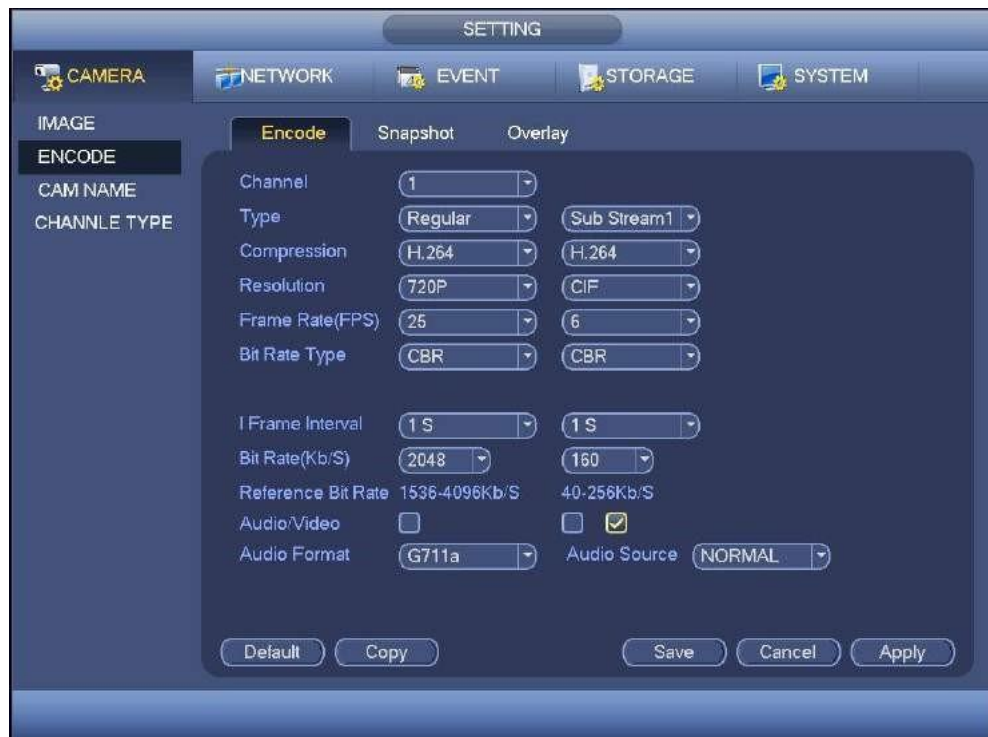 SETTING
CAMERA NETWORK EVENT STORAGE SYSTEM
IMAGE
ENCODE
CAM NAME
CHANNLE TYPE
Encode Snapshot Overlay
Channel 1
Type Regular Sub Stream1
Compression H.264 H.264
Resolution 720P CIF
Frame Rate(FPS) 25 6
Bit Rate Type CBR CBR
I Frame Interval 1 S 1 S
Bit Rate(Kb/S) 2048 160
Reference Bit Rate 1536-4096Kb/S 40-256Kb/S
Audio/Video
Audio Format G711a Audio Source NORMAL
Default Copy Save Cancel Apply